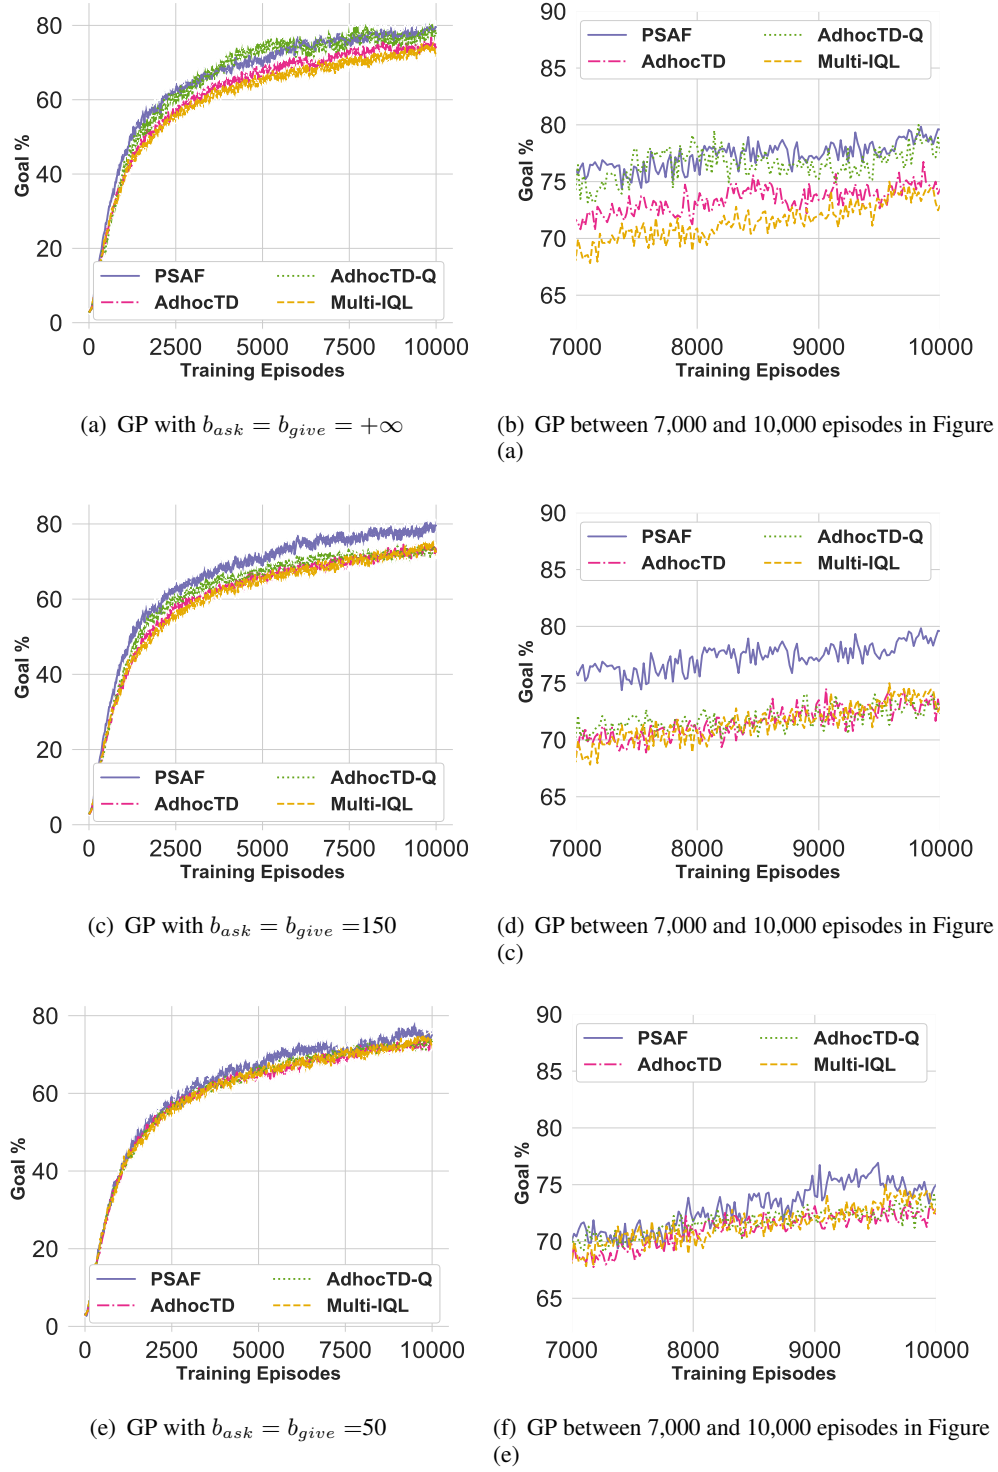 80
60
40
20
0
Goal %
PSAF
AdhocTD
AdhocTD-Q
Multi-IQL
0 2500 5000 7500 10000
Training Episodes
(a) GP with b_ask = b_give = +∞
90
85
80
75
70
65
Goal %
PSAF
AdhocTD
AdhocTD-Q
Multi-IQL
7000 8000 9000 10000
Training Episodes
(b) GP between 7,000 and 10,000 episodes in Figure
(a)
80
60
40
20
0
Goal %
PSAF
AdhocTD
AdhocTD-Q
Multi-IQL
0 2500 5000 7500 10000
Training Episodes
(c) GP with b_ask = b_give =150
90
85
80
75
70
65
Goal %
PSAF
AdhocTD
AdhocTD-Q
Multi-IQL
7000 8000 9000 10000
Training Episodes
(d) GP between 7,000 and 10,000 episodes in Figure
(c)
80
60
40
20
0
Goal %
PSAF
AdhocTD
AdhocTD-Q
Multi-IQL
0 2500 5000 7500 10000
Training Episodes
(e) GP with b_ask = b_give =50
90
85
80
75
70
65
Goal %
PSAF
AdhocTD
AdhocTD-Q
Multi-IQL
7000 8000 9000 10000
Training Episodes
(f) GP between 7,000 and 10,000 episodes in Figure
(e)